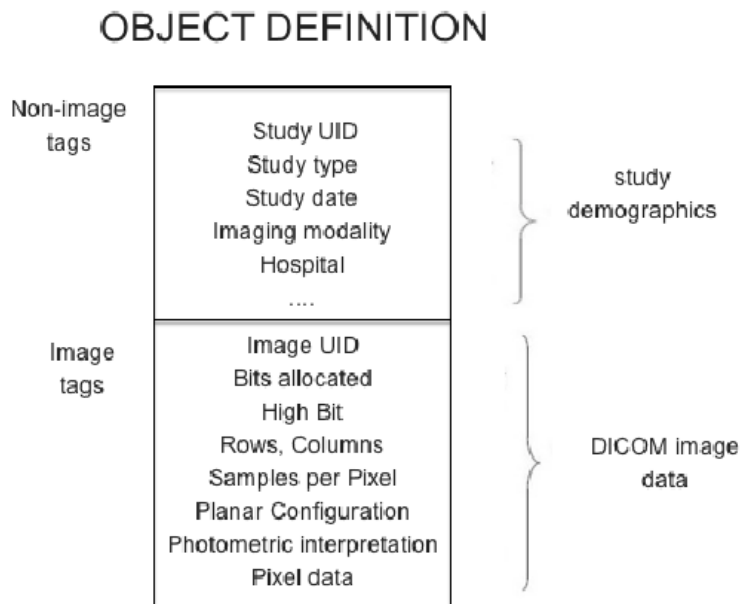 OBJECT DEFINITION
Non-image
tags
Study UID
Study type
Study date
Imaging modality
Hospital
....
study
demographics
Image
tags
Image UID
Bits allocated
High Bit
Rows, Columns
Samples per Pixel
Planar Configuration
Photometric interpretation
Pixel data
DICOM image
data